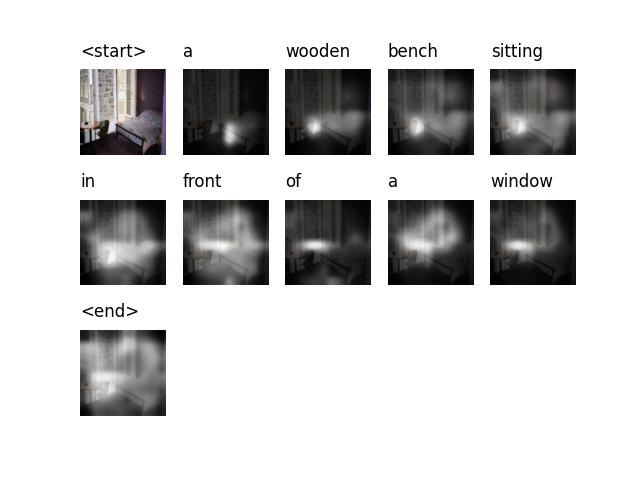 <start> a wooden bench sitting
in front of a window
<end>